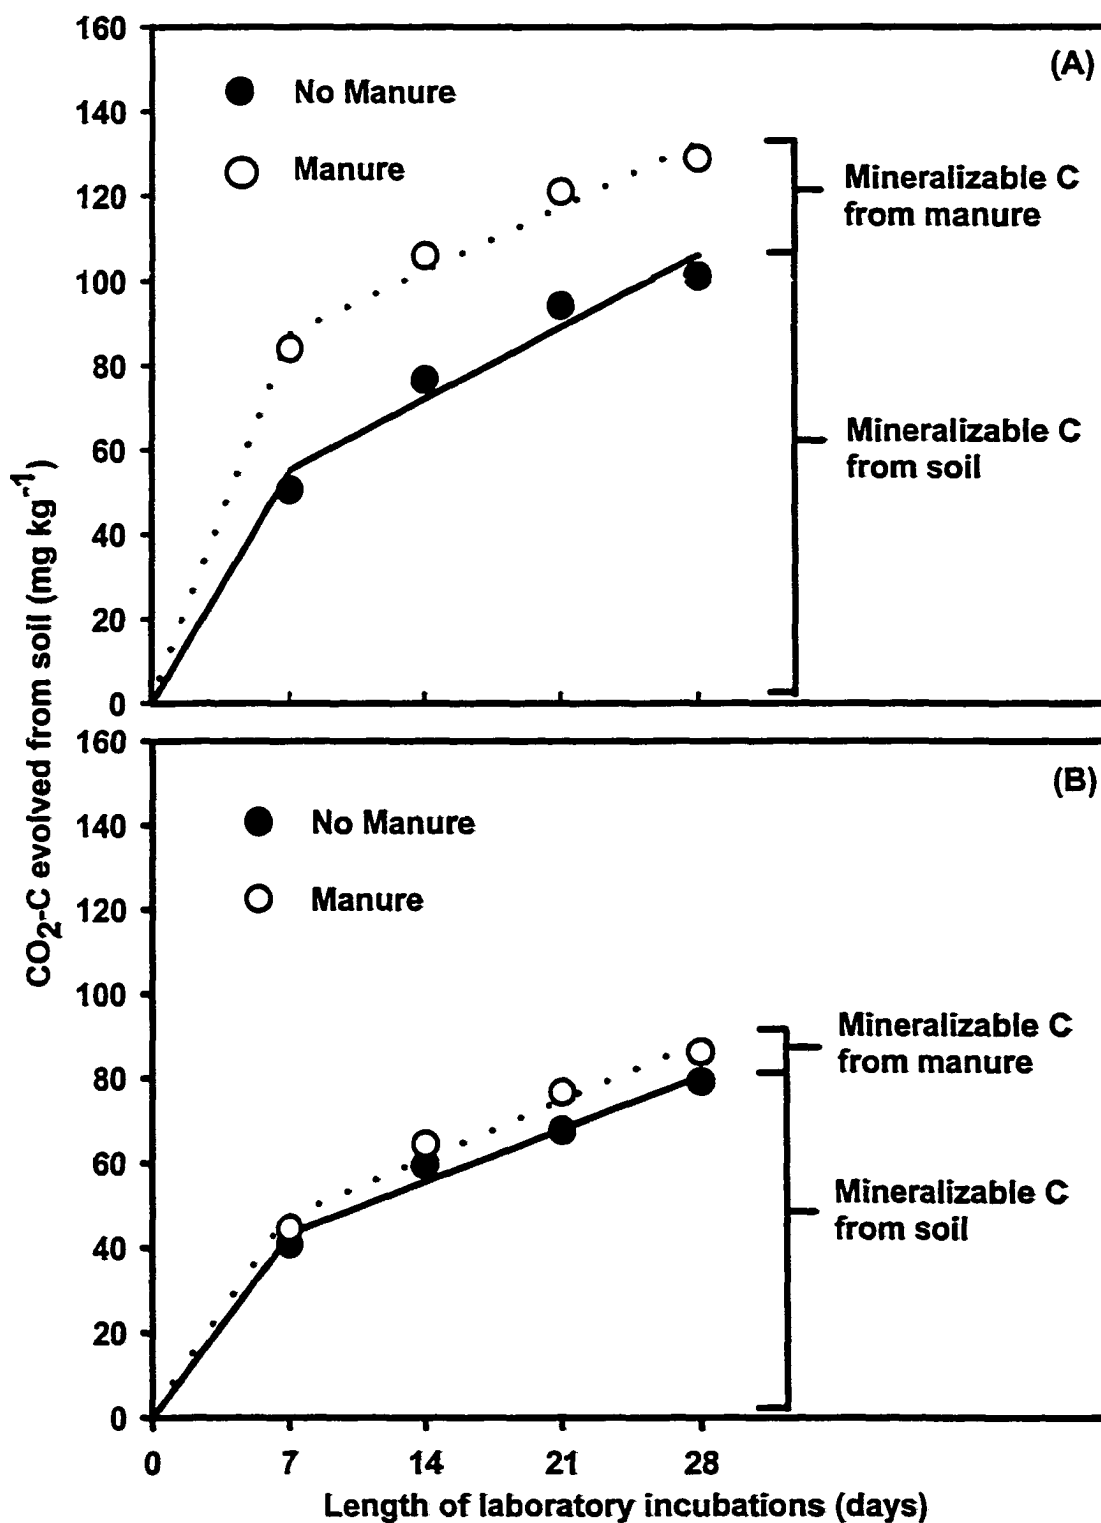 160
(A)
140
No Manure
120
Manure
Mineralizable C
from manure
100
80
60
Mineralizable C
from soil
40
20
0
CO2-C evolved from soil (mg kg-1)
160
(B)
140
No Manure
120
Manure
100
Mineralizable C
from manure
80
60
Mineralizable C
from soil
40
20
0
0 7 14 21 28
Length of laboratory incubations (days)